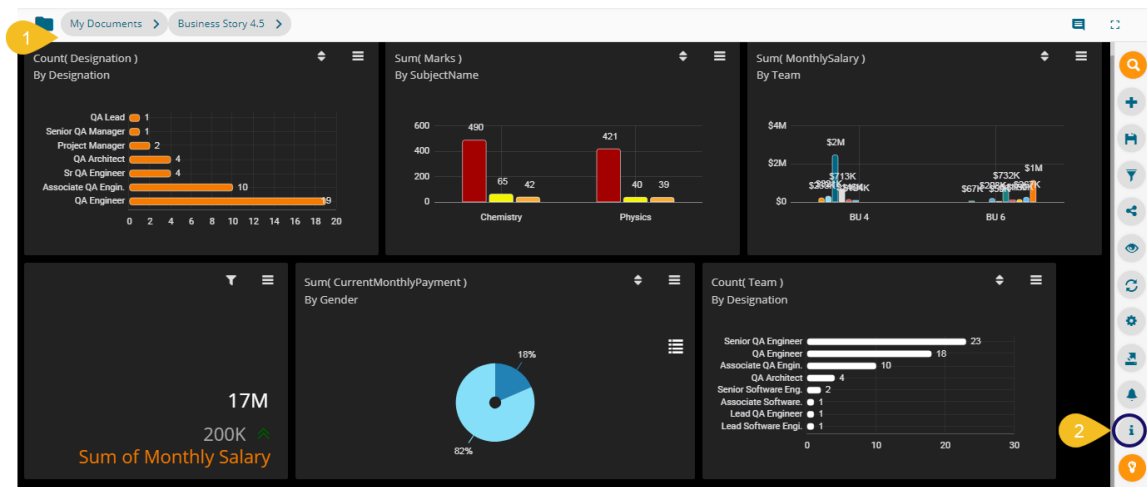 1
My Documents > Business Story 4.5 >
Count( Designation )
By Designation
QA Lead 1
Senior QA Manager 1
Project Manager 2
QA Architect 4
Sr QA Engineer 4
Associate QA Engin. 10
QA Engineer 19
0 2 4 6 8 10 12 14 16 18 20
Sum( Marks )
By SubjectName
600
400
200
0
490
65
42
421
40
39
Chemistry Physics
Sum( MonthlySalary )
By Team
$4M
$2M
$0
$2M
$713K
$1M
$732K
$67K
BU 4 BU 6
17M
200K
Sum of Monthly Salary
Sum( CurrentMonthlyPayment )
By Gender
18%
82%
Count( Team )
By Designation
Senior QA Engineer 23
QA Engineer 18
Associate QA Engin. 10
QA Architect 4
Senior Software Eng. 2
Associate Software. 1
Lead QA Engineer 1
Lead Software Engi. 1
0 10 20 30
2
i